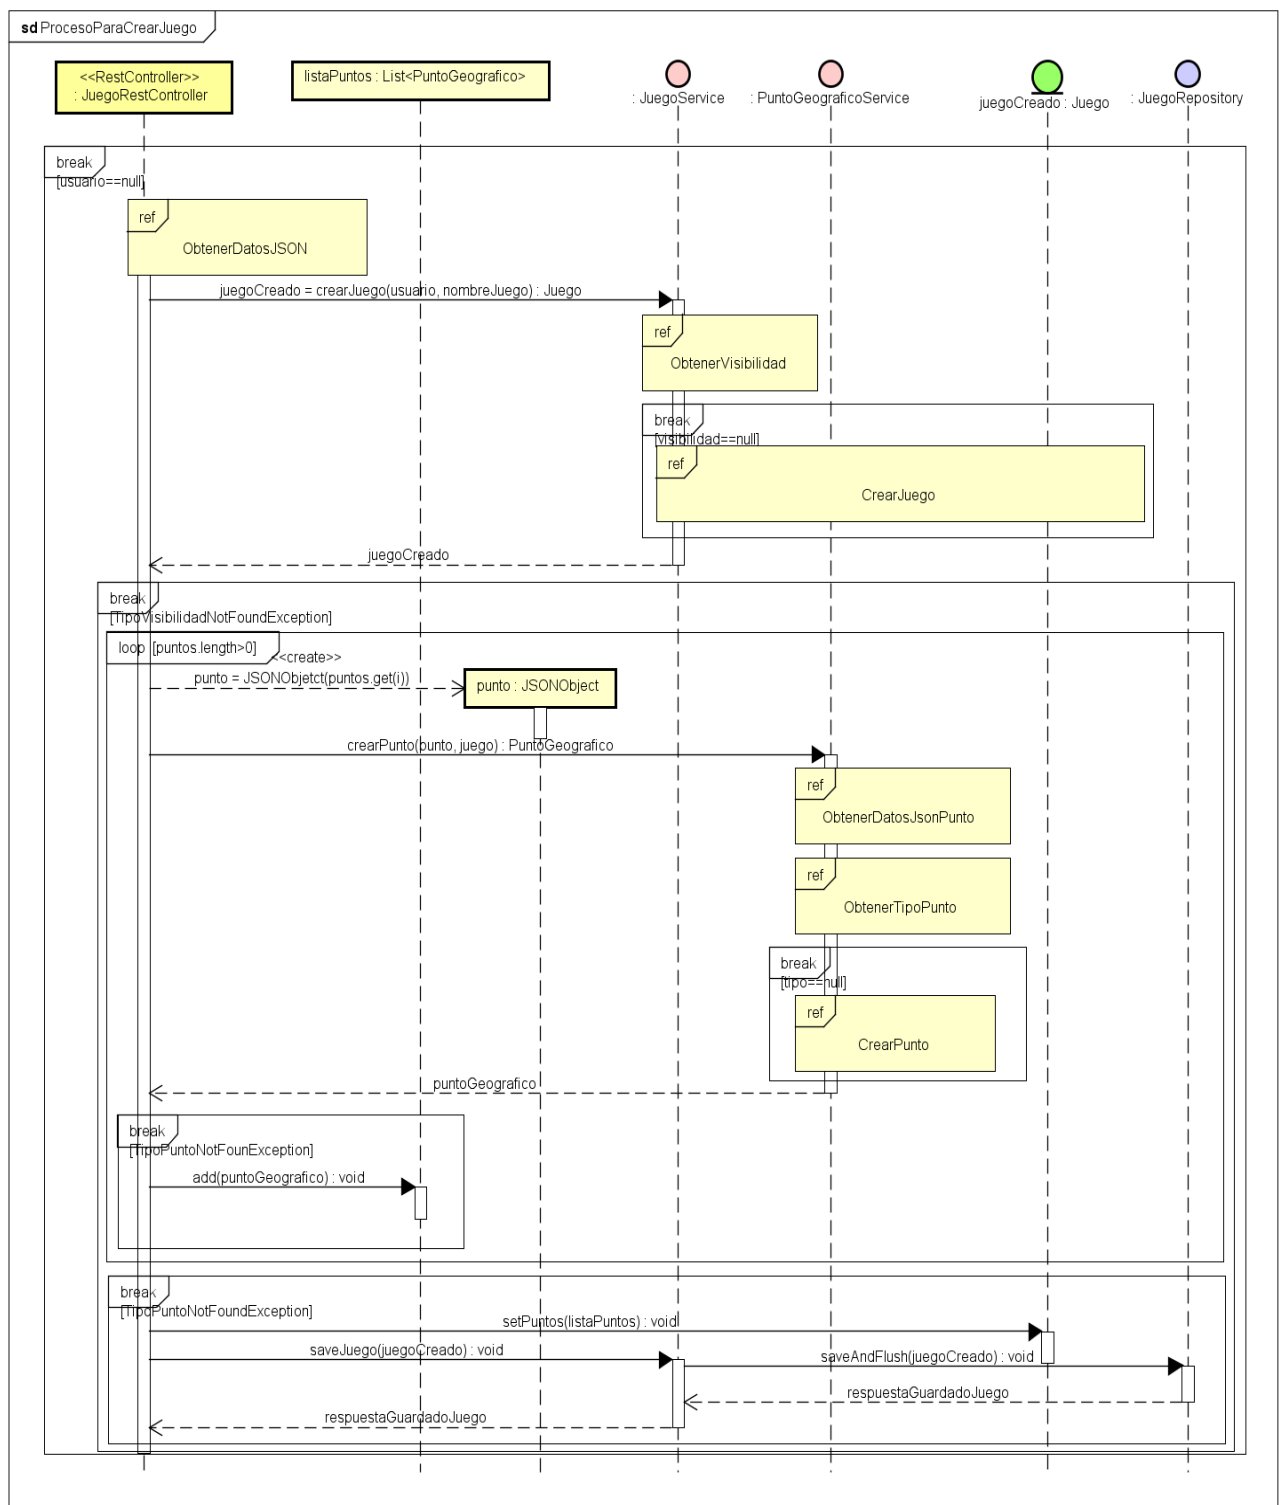 sd ProcesoParaCrearJuego
<<RestController>>
: JuegoRestController
listaPuntos : List<PuntoGeografico>
: JuegoService
: PuntoGeograficoService
juegoCreado : Juego
: JuegoRepository
break
[usuario==null]
ref
ObtenerDatosJSON
juegoCreado = crearJuego(usuario, nombreJuego) : Juego
ref
ObtenerVisibilidad
break
[visibilidad==null]
ref
CrearJuego
juegoCreado
break
[TipoVisibilidadNotFoundException]
loop [puntos.length>0]
<<create>>
punto = JSONObjetct(puntos.get(i))
punto : JSONObject
crearPunto(punto, juego) : PuntoGeografico
ref
ObtenerDatosJsonPunto
ref
ObtenerTipoPunto
break
[tipo==null]
ref
CrearPunto
puntoGeografico
break
[TipoPuntoNotFounException]
add(puntoGeografico) : void
break
[TipoPuntoNotFoundException]
setPuntos(listaPuntos) : void
saveJuego(juegoCreado) : void
saveAndFlush(juegoCreado) : void
respuestaGuardadoJuego
respuestaGuardadoJuego